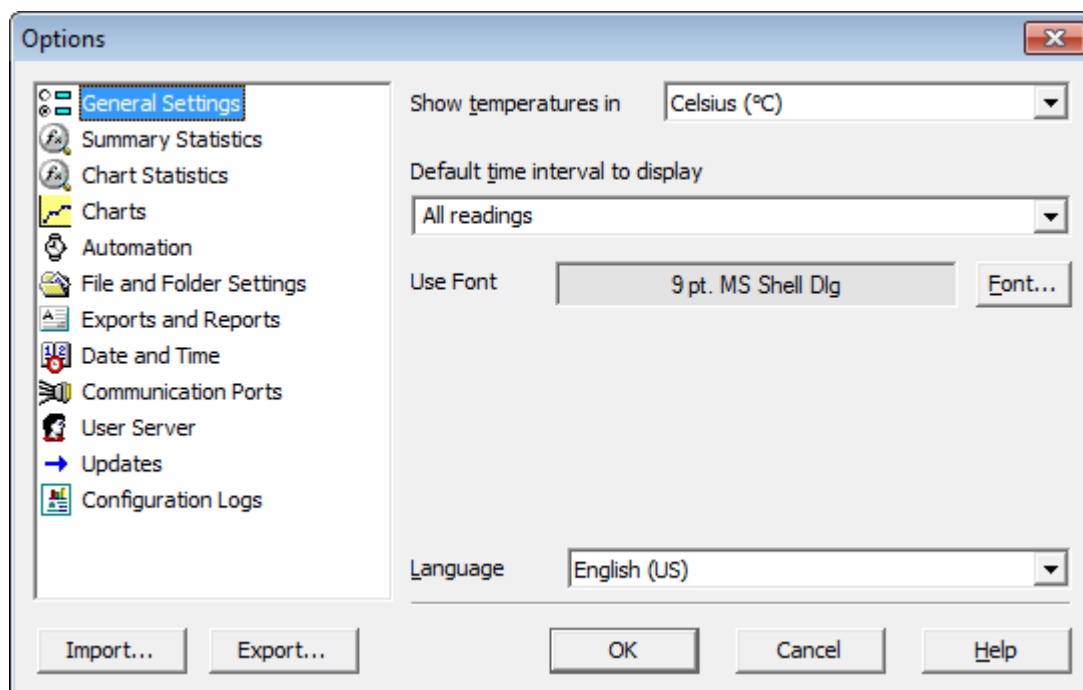 Options
General Settings
Summary Statistics
Chart Statistics
Charts
Automation
File and Folder Settings
Exports and Reports
Date and Time
Communication Ports
User Server
Updates
Configuration Logs
Show temperatures in
Celsius (ºC)
Default time interval to display
All readings
Use Font
9 pt. MS Shell Dlg
Font...
Language
English (US)
Import...
Export...
OK
Cancel
Help